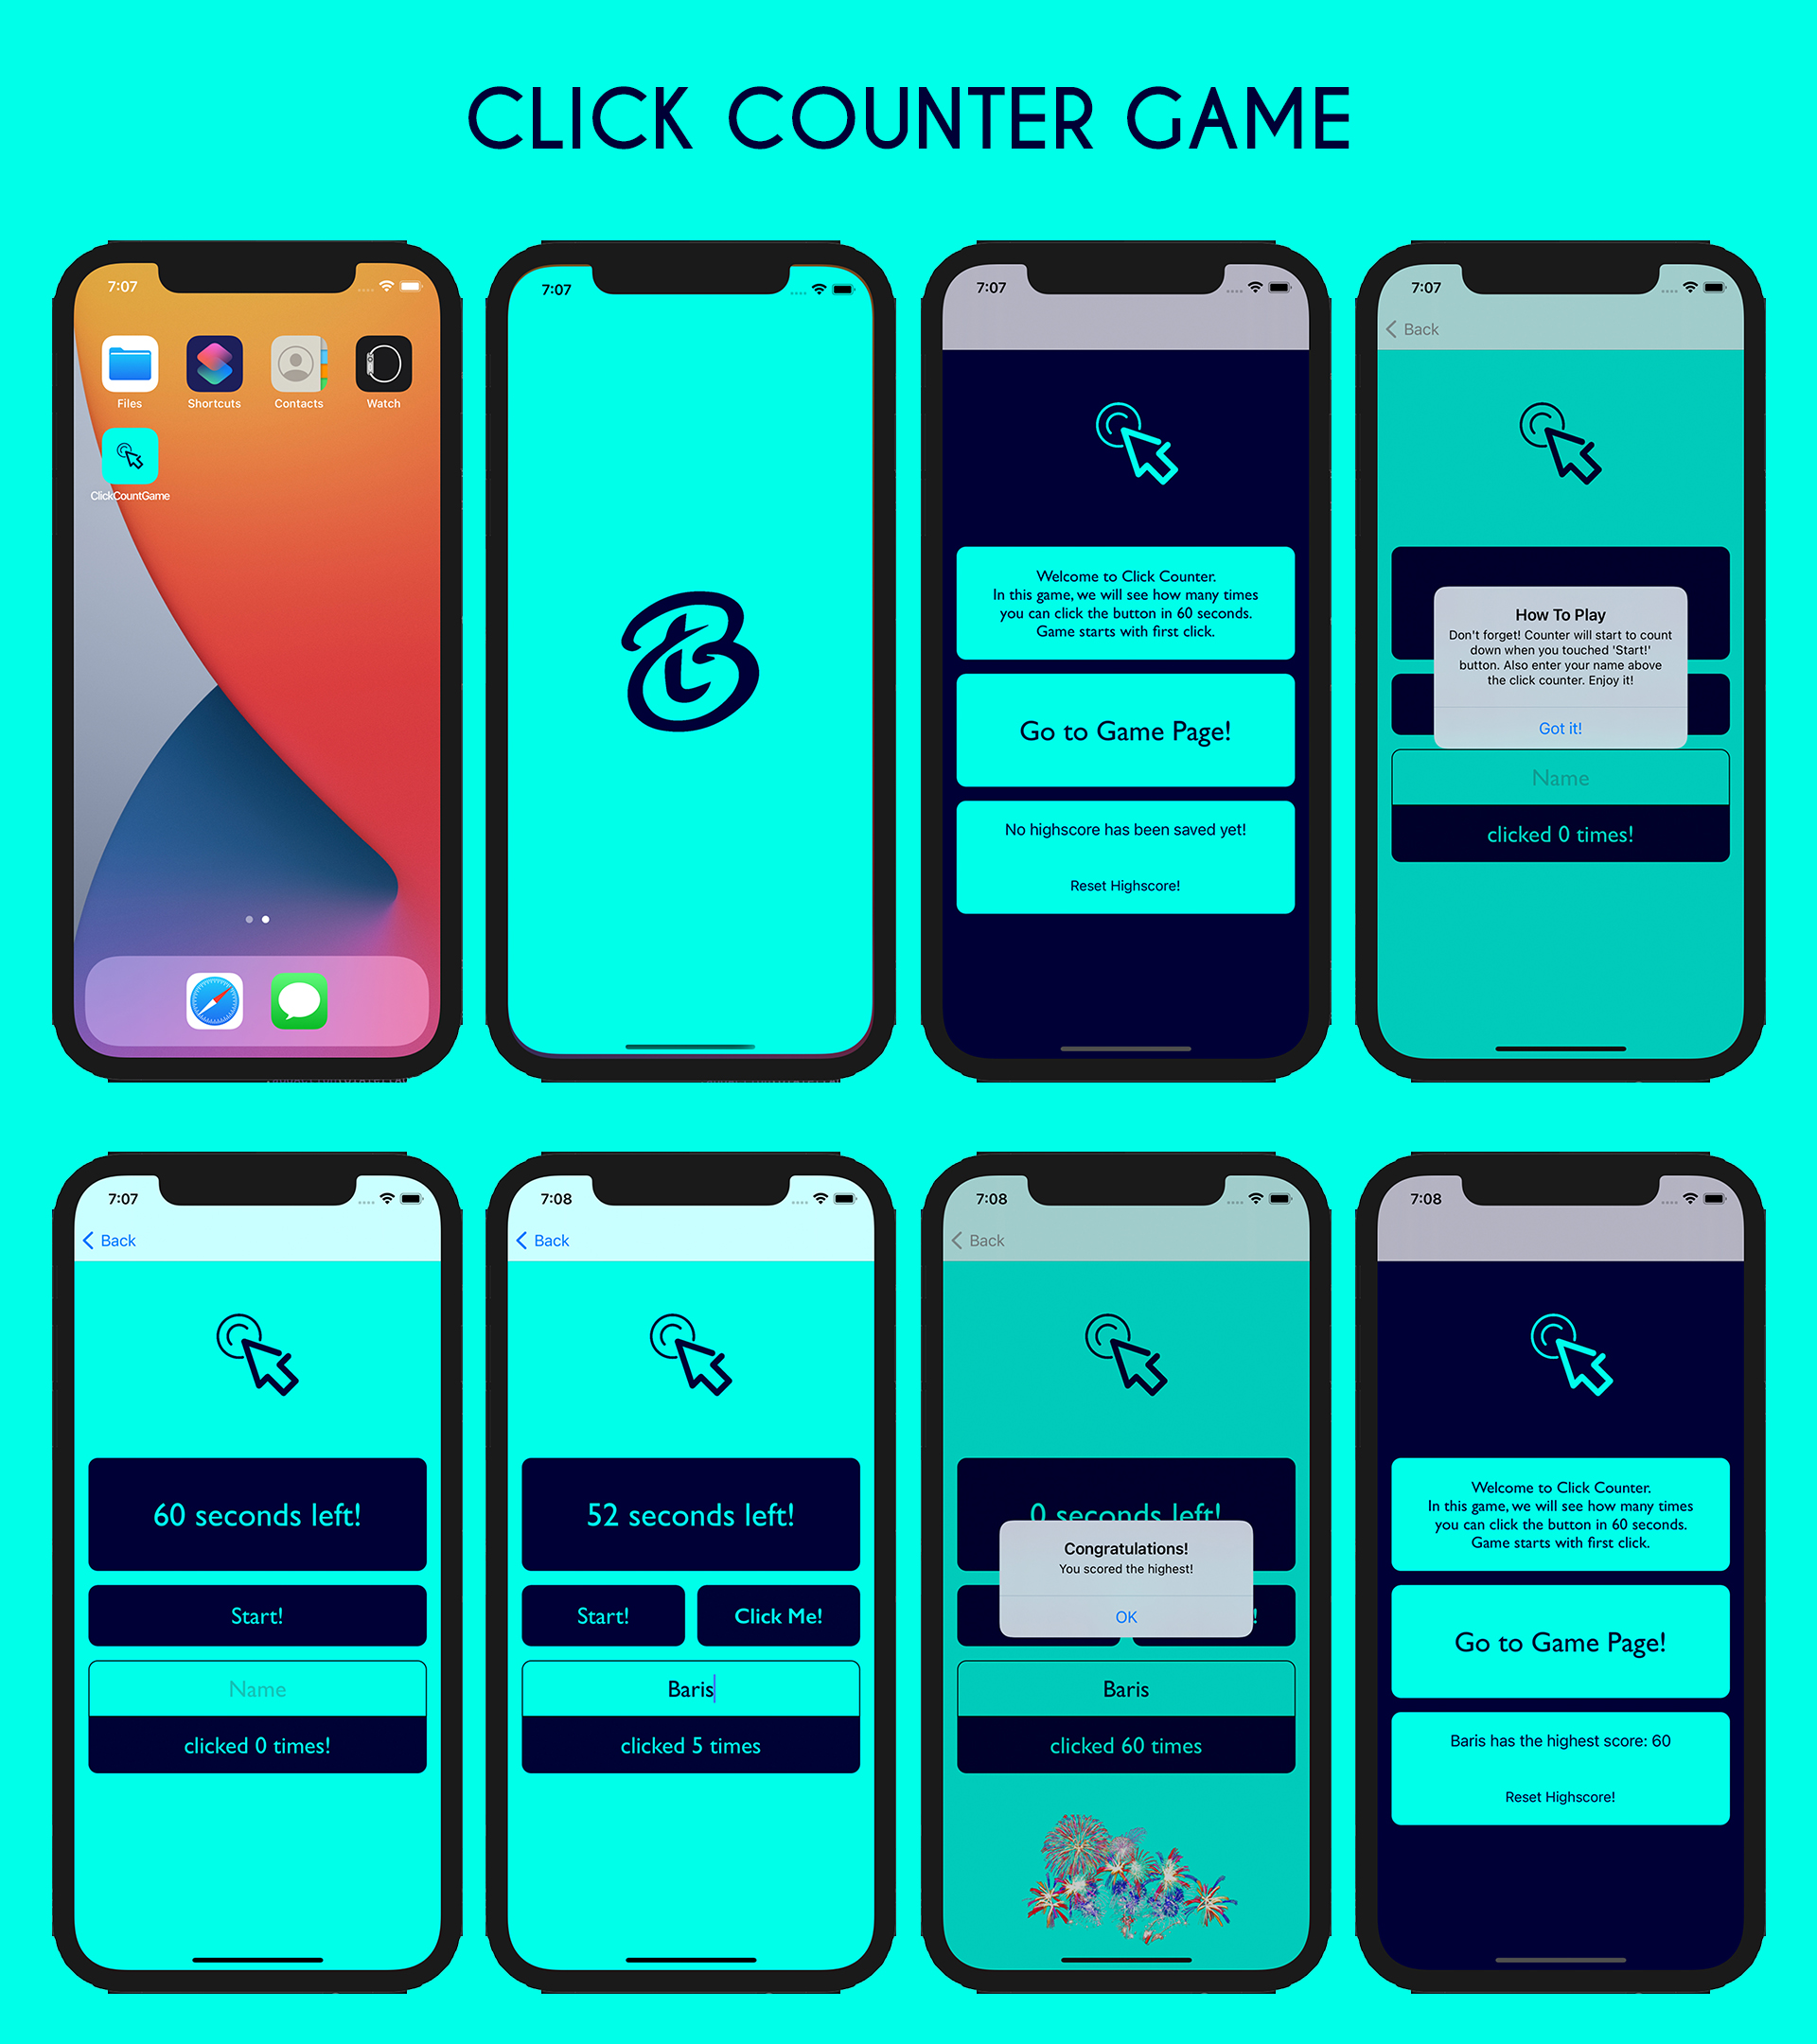 CLICK COUNTER GAME
7:07
Files
Shortcuts
Contacts
Watch
ClickCountGame
7:07
B
7:07
Welcome to Click Counter.
In this game, we will see how many times
you can click the button in 60 seconds.
Game starts with first click.
Go to Game Page!
No highscore has been saved yet!
Reset Highscore!
7:07
Back
How To Play
Don't forget! Counter will start to count
down when you touched 'Start!'
button. Also enter your name above
the click counter. Enjoy it!
Got it!
Name
clicked 0 times!
7:07
Back
60 seconds left!
Start!
Name
clicked 0 times!
7:08
Back
52 seconds left!
Start!
Click Me!
Baris
clicked 5 times
7:08
Back
0 seconds left!
Congratulations!
You scored the highest!
OK
!
Baris
clicked 60 times
7:08
Welcome to Click Counter.
In this game, we will see how many times
you can click the button in 60 seconds.
Game starts with first click.
Go to Game Page!
Baris has the highest score: 60
Reset Highscore!